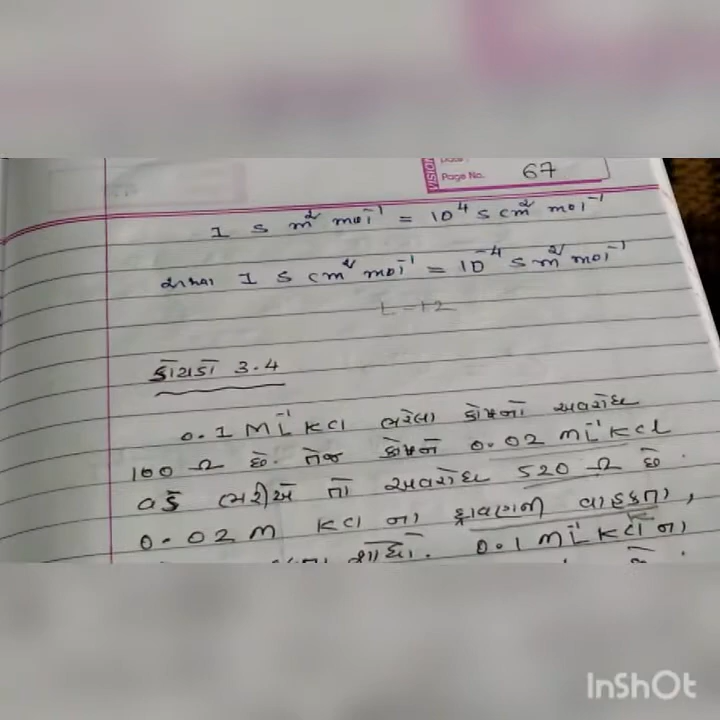 Page No. 67
1 S m² mol⁻¹ = 10⁴ S cm² mol⁻¹
અથવા 1 S cm² mol⁻¹ = 10⁻⁴ S m² mol⁻¹
L-12
કોયડો 3.4
0.1 M L⁻¹ KCl ભરેલા કોષનો અવરોધ
100 Ω છે. તેજ કોષને 0.02 m L⁻¹ KCl
વડે ભરીએ તો અવરોધ 520 Ω છે.
0.02 m KCl ના દ્રાવણની વાહકતા,
શોધો. 0.1 m L⁻¹ KCl ના
InShOt